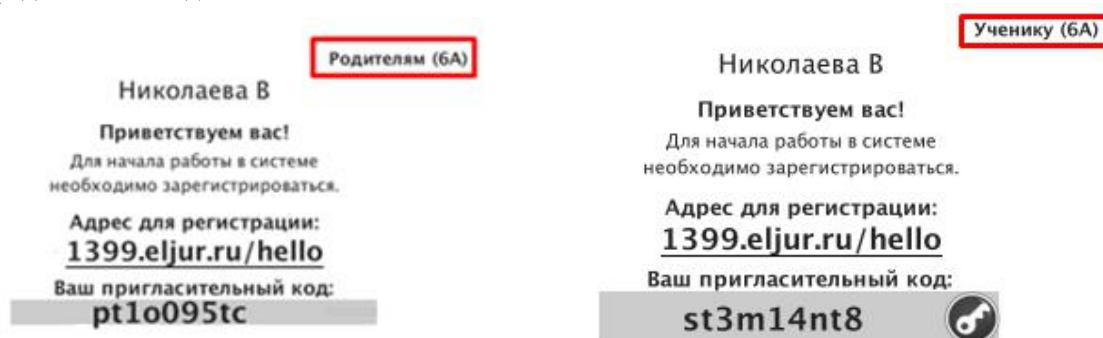 Родителям (6А)
Николаева В
Приветствуем вас!
Для начала работы в системе
необходимо зарегистрироваться.
Адрес для регистрации:
1399.eljur.ru/hello
Ваш пригласительный код:
pt1o095tc
Ученику (6А)
Николаева В
Приветствуем вас!
Для начала работы в системе
необходимо зарегистрироваться.
Адрес для регистрации:
1399.eljur.ru/hello
Ваш пригласительный код:
st3m14nt8